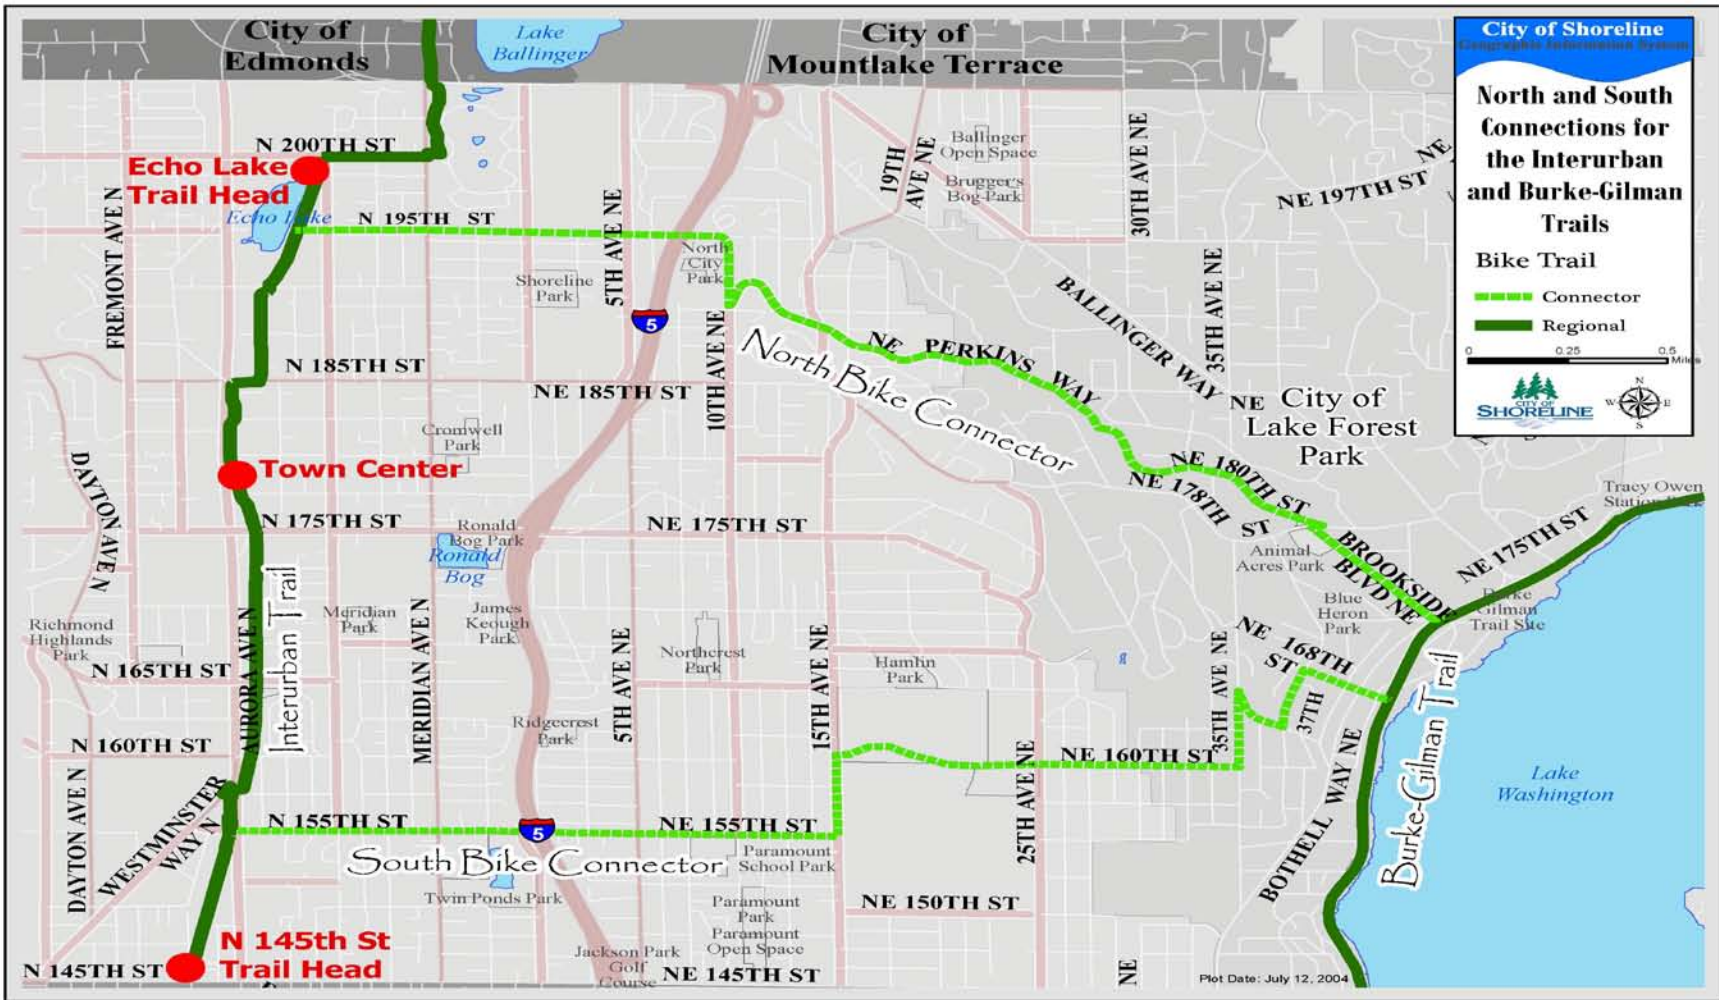 City of
Edmonds
Lake
Ballinger
City of
Mountlake Terrace
City of Shoreline
Geographic Information System
North and South
Connections for
the Interurban
and Burke-Gilman
Trails
Bike Trail
Connector
Regional
0 0.25 0.5
Miles
CITY OF
SHORELINE
N
W E
S
N 200TH ST
Echo Lake
Trail Head
Echo Lake
N 195TH ST
FREMONT AVE N
5TH AVE NE
Shoreline
Park
North
City
Park
5
10TH AVE NE
19TH
AVE NE
Ballinger
Open Space
Brugger's
Bog Park
30TH AVE NE
NE 197TH ST
NE
35TH AVE NE
BALLINGER WAY NE
NE PERKINS WAY
North Bike Connector
City of
Lake Forest
Park
N 185TH ST
NE 185TH ST
Cromwell
Park
Town Center
DAYTON AVE N
N 175TH ST
Ronald
Bog Park
Ronald
Bog
NE 175TH ST
NE 180TH ST
NE 178TH ST
Animal
Acres Park
BROOKSIDE
BLVD NE
NE 175TH ST
Tracy Owen
Station Park
Burke
Gilman
Trail Site
Blue
Heron
Park
Richmond
Highlands
Park
N 165TH ST
AURORA AVE N
Interurban Trail
Meridian
Park
MERIDIAN AVE N
James
Keough
Park
5TH AVE NE
Northcrest
Park
15TH AVE NE
Hamlin
Park
35TH AVE NE
NE 168TH
ST
37TH
Ridgecrest
Park
N 160TH ST
NE 160TH ST
25TH AVE NE
BOTHELL WAY NE
Burke-Gilman Trail
Lake
Washington
DAYTON AVE N
WESTMINSTER
WAY N
N 155TH ST
5
NE 155TH ST
South Bike Connector
Paramount
School Park
Twin Ponds Park
Paramount
Park
Paramount
Open Space
NE 150TH ST
N 145th St
Trail Head
N 145TH ST
Jackson Park
Golf
Course
NE 145TH ST
NE
Plot Date: July 12, 2004